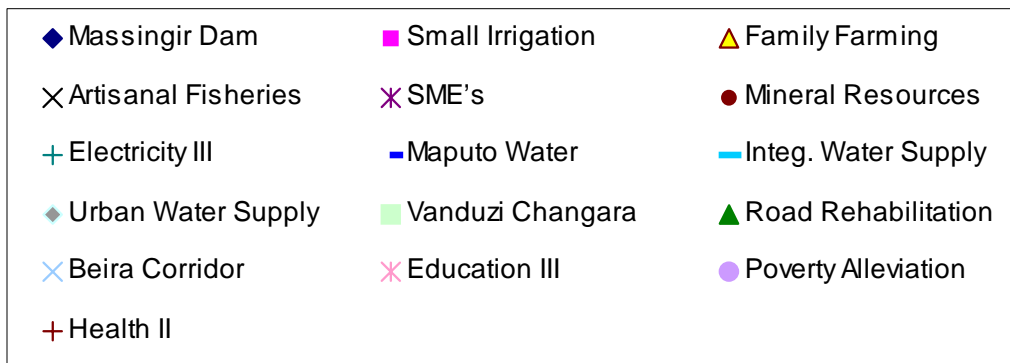 Massingir Dam Small Irrigation Family Farming
Artisanal Fisheries SME's Mineral Resources
Electricity III Maputo Water Integ. Water Supply
Urban Water Supply Vanduzi Changara Road Rehabilitation
Beira Corridor Education III Poverty Alleviation
Health II